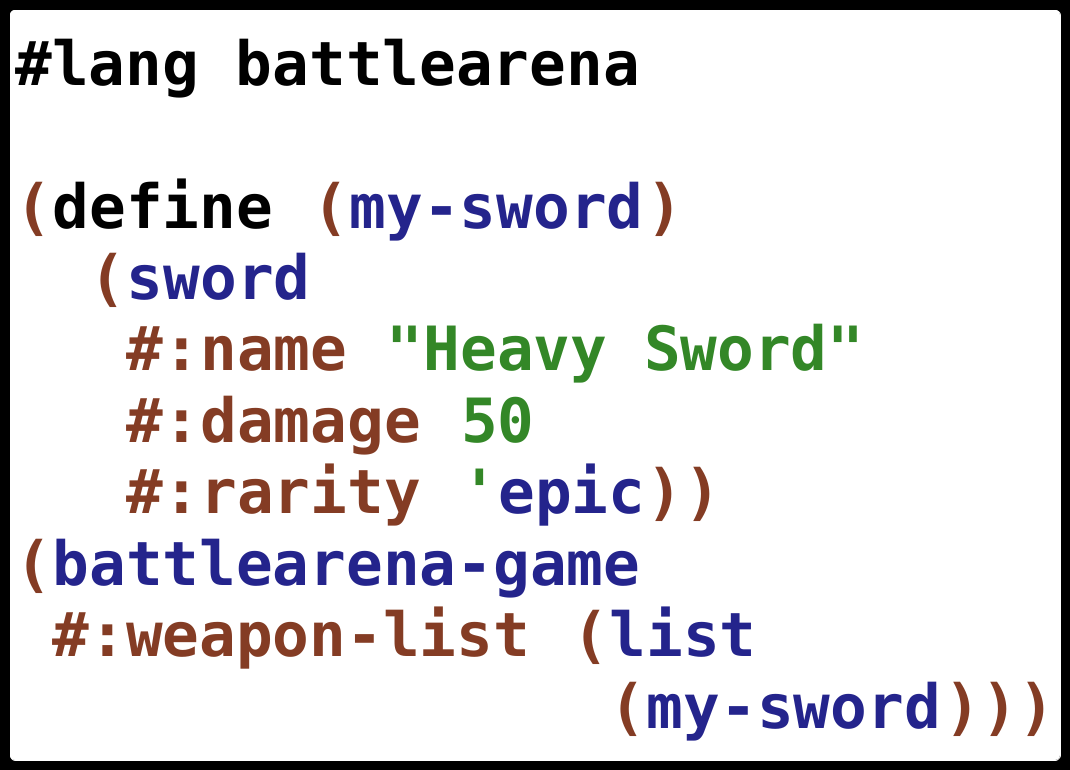 #lang battlearena
(define (my-sword)
(sword
#:name "Heavy Sword"
#:damage 50
#:rarity 'epic))
(battlearena-game
#:weapon-list (list
(my-sword)))